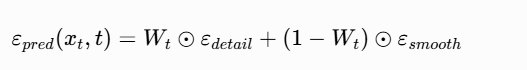 ε_pred(x_t, t) = W_t ⊙ ε_detail + (1 − W_t) ⊙ ε_smooth